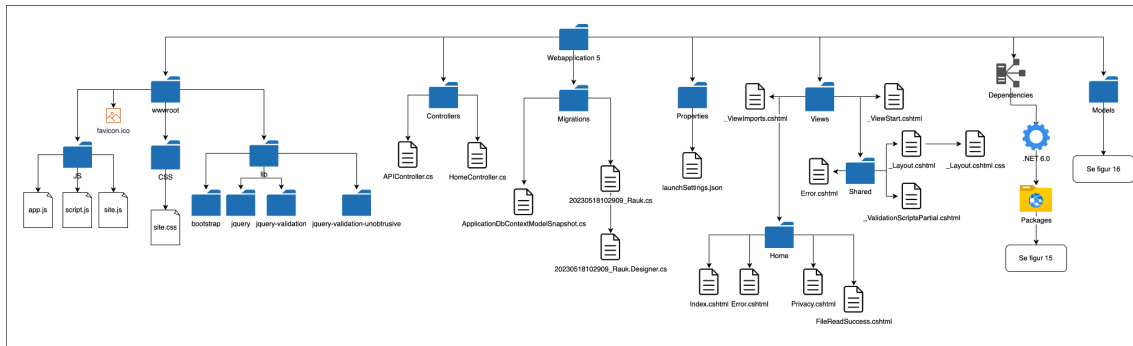 Webapplication 5
wwwroot
favicon.ico
JS
app.js
script.js
site.js
CSS
site.css
lib
bootstrap
jquery
jquery-validation
jquery-validation-unobtrusive
Controllers
APIController.cs
HomeController.cs
Migrations
ApplicationDbContextModelSnapshot.cs
20230518102909_Rauk.cs
20230518102909_Rauk.Designer.cs
Properties
launchSettings.json
Views
_ViewImports.cshtml
_ViewStart.cshtml
Shared
Error.cshtml
_Layout.cshtml
_Layout.cshtml.css
_ValidationScriptsPartial.cshtml
Home
Index.cshtml
Error.cshtml
Privacy.cshtml
FileReadSuccess.cshtml
Dependencies
.NET 6.0
Packages
Se figur 15
Models
Se figur 16